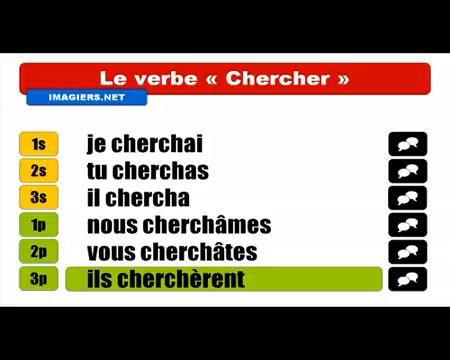 Le verbe « Chercher »
IMAGIERS.NET
1s je cherchai
2s tu cherchas
3s il chercha
1p nous cherchâmes
2p vous cherchâtes
3p ils cherchèrent